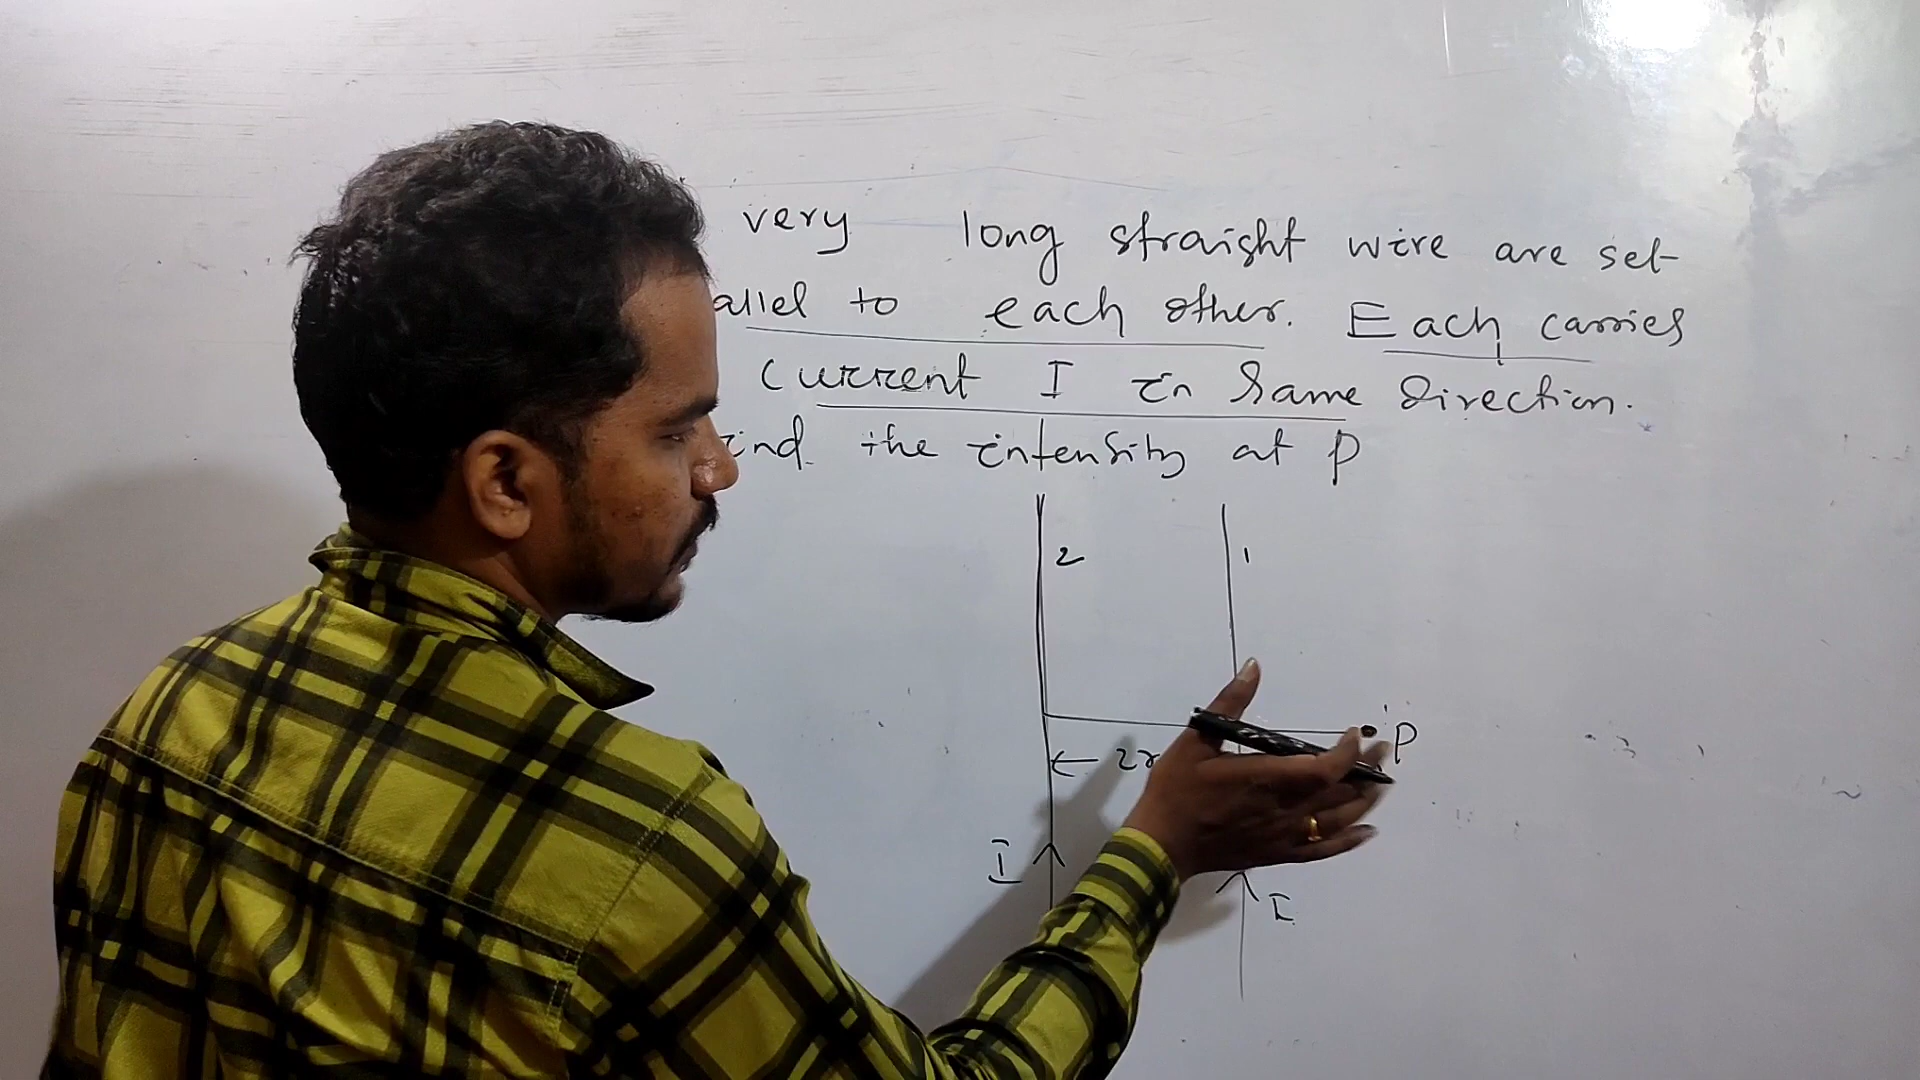 very long straight wire are set
allel to each other. Each carries
current I in same direction.
ind the intensity at P
2 1
P
← 2r
I
I